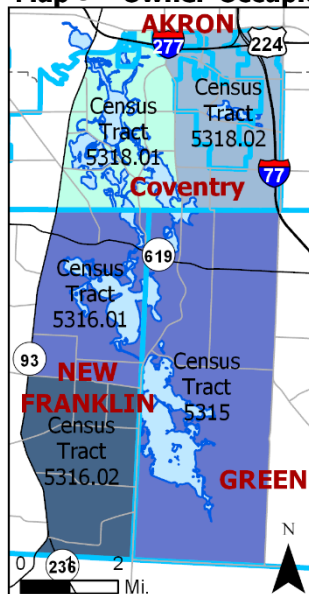 AKRON
277
224
Census
Tract
5318.01
Census
Tract
5318.02
77
Coventry
619
Census
Tract
5316.01
93
NEW
FRANKLIN
Census
Tract
5315
Census
Tract
5316.02
GREEN
N
236
0 1 2
Mi.